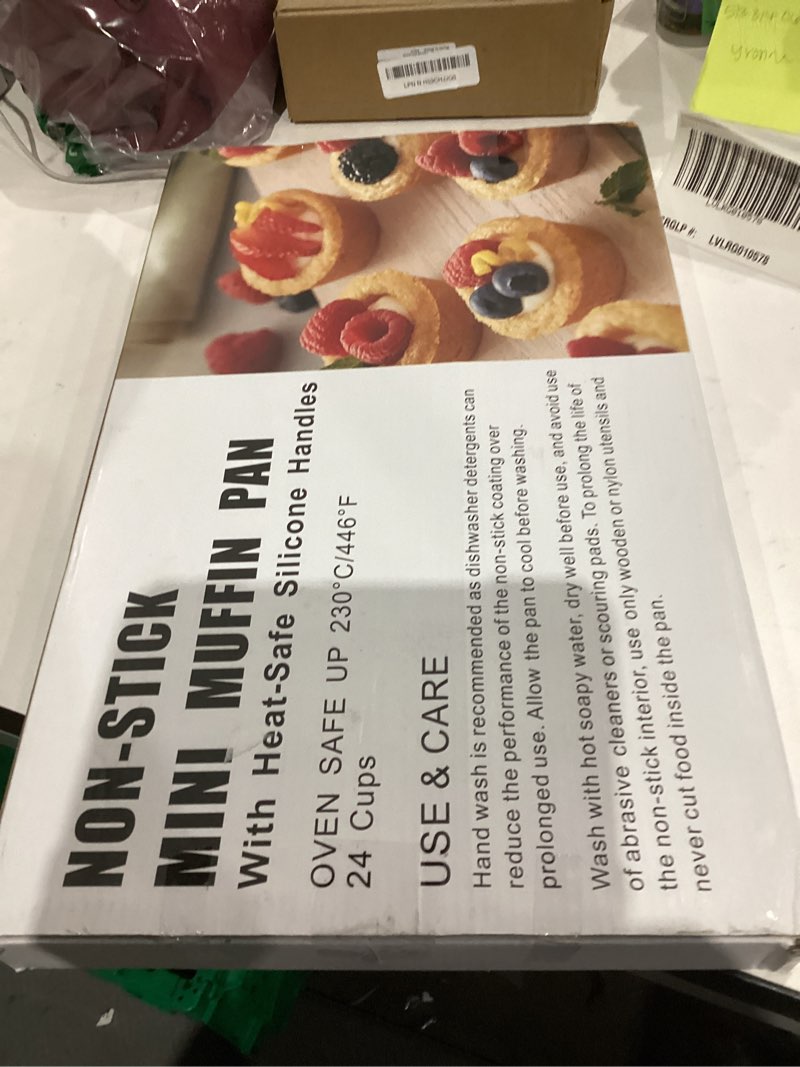 NON-STICK
MINI MUFFIN PAN
With Heat-Safe Silicone Handles
OVEN SAFE UP 230°C/446°F
24 Cups
USE & CARE
Hand wash is recommended as dishwasher detergents can
reduce the performance of the non-stick coating over
prolonged use. Allow the pan to cool before washing.
Wash with hot soapy water, dry well before use, and avoid use
of abrasive cleaners or scouring pads. To prolong the life of
the non-stick interior, use only wooden or nylon utensils and
never cut food inside the pan.
LVLRG010578
#: LVLRG010578